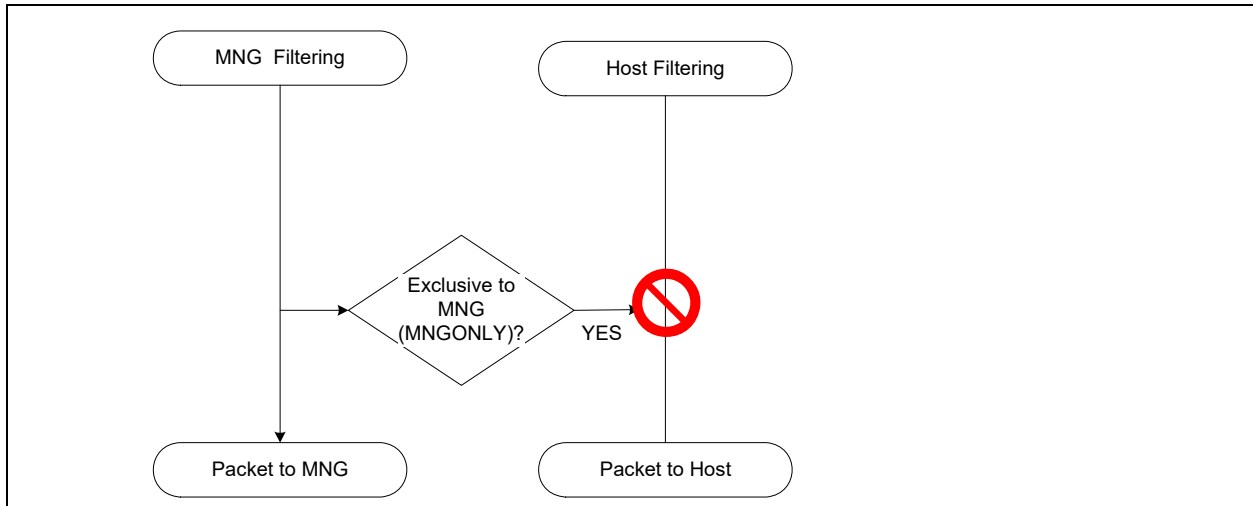 MNG Filtering
Host Filtering
Exclusive to
MNG
(MNGONLY)?
YES
Packet to MNG
Packet to Host